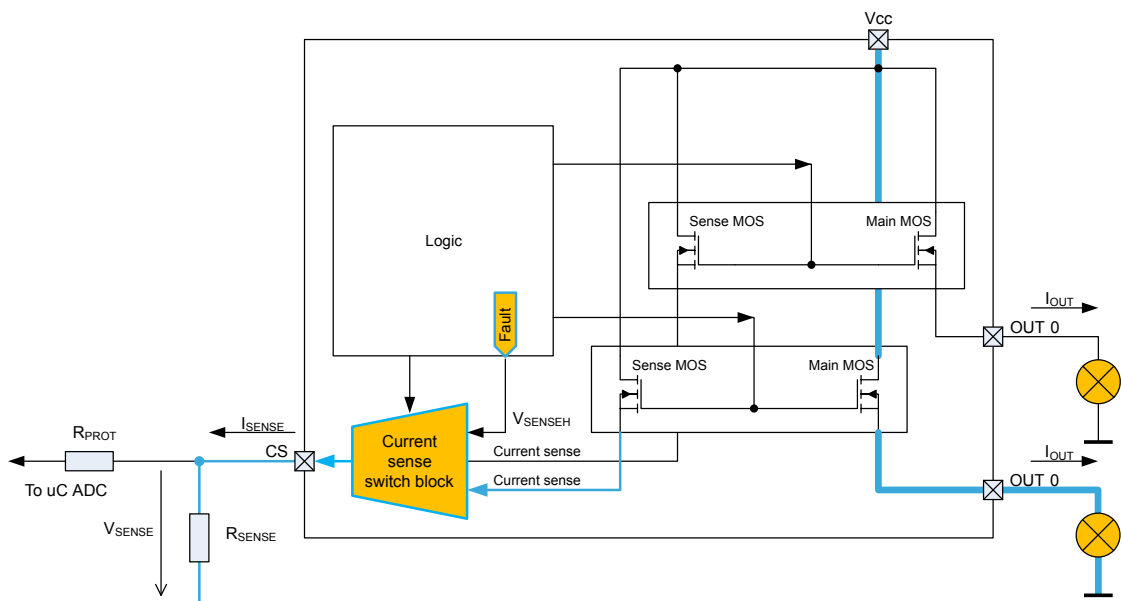 Vcc
Sense MOS
Main MOS
Logic
Fault
IOUT
OUT 0
Sense MOS
Main MOS
VSENSEH
ISENSE
RPROT
CS
Current
sense
switch block
Current sense
Current sense
IOUT
OUT 0
To uC ADC
VSENSE
RSENSE